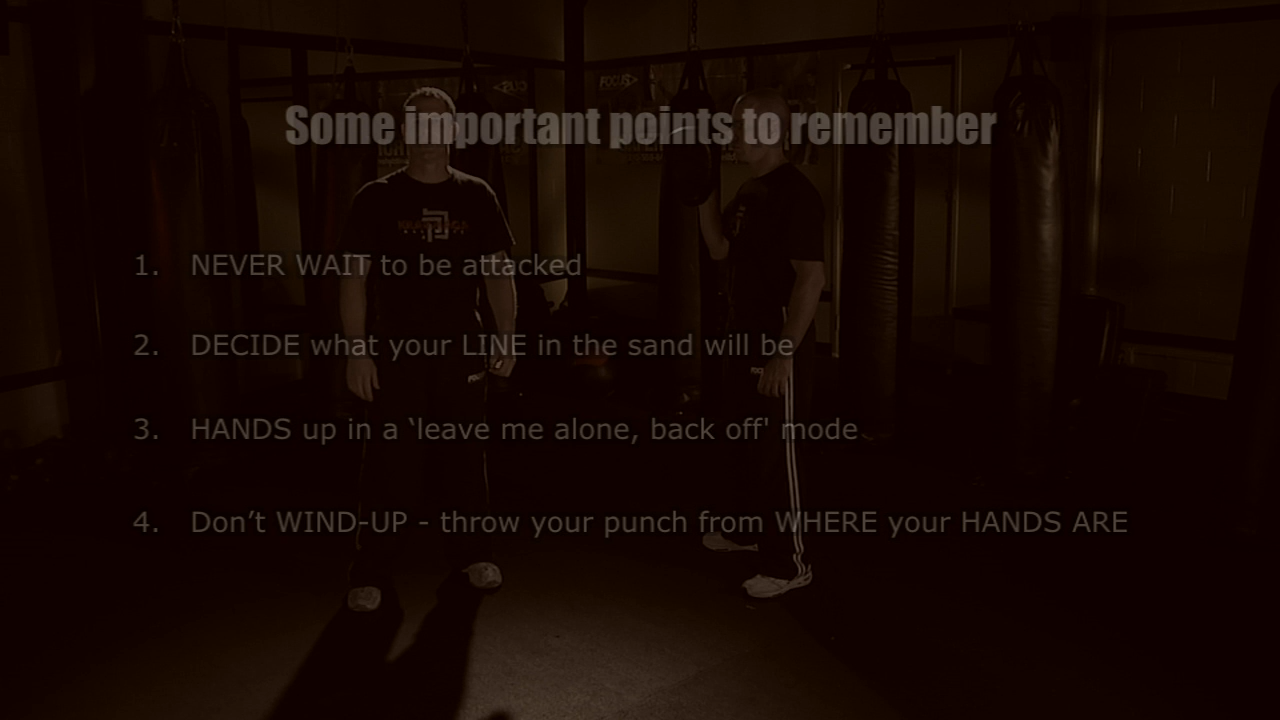 FOCUS
Some important points to remember
1. NEVER WAIT to be attacked
2. DECIDE what your LINE in the sand will be
3. HANDS up in a ‘leave me alone, back off' mode
4. Don’t WIND-UP - throw your punch from WHERE your HANDS ARE